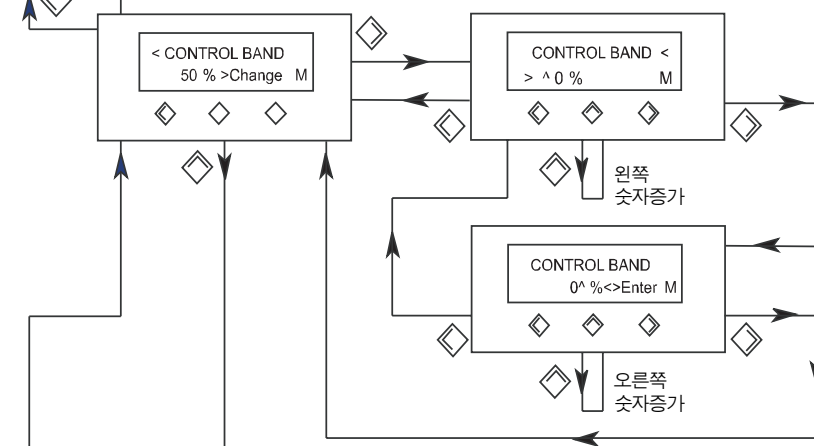 < CONTROL BAND
50 % >Change M
CONTROL BAND <
> ^ 0 % M
왼쪽
숫자증가
CONTROL BAND
0^ %<>Enter M
오른쪽
숫자증가